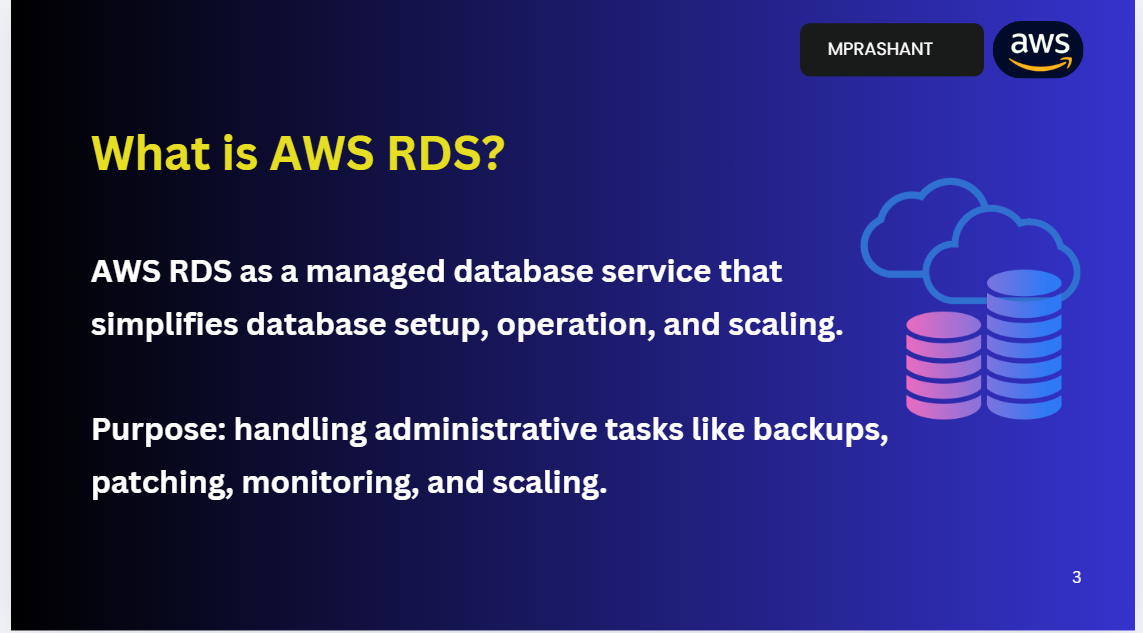 MPRASHANT
aws
What is AWS RDS?
AWS RDS as a managed database service that
simplifies database setup, operation, and scaling.
Purpose: handling administrative tasks like backups,
patching, monitoring, and scaling.
3